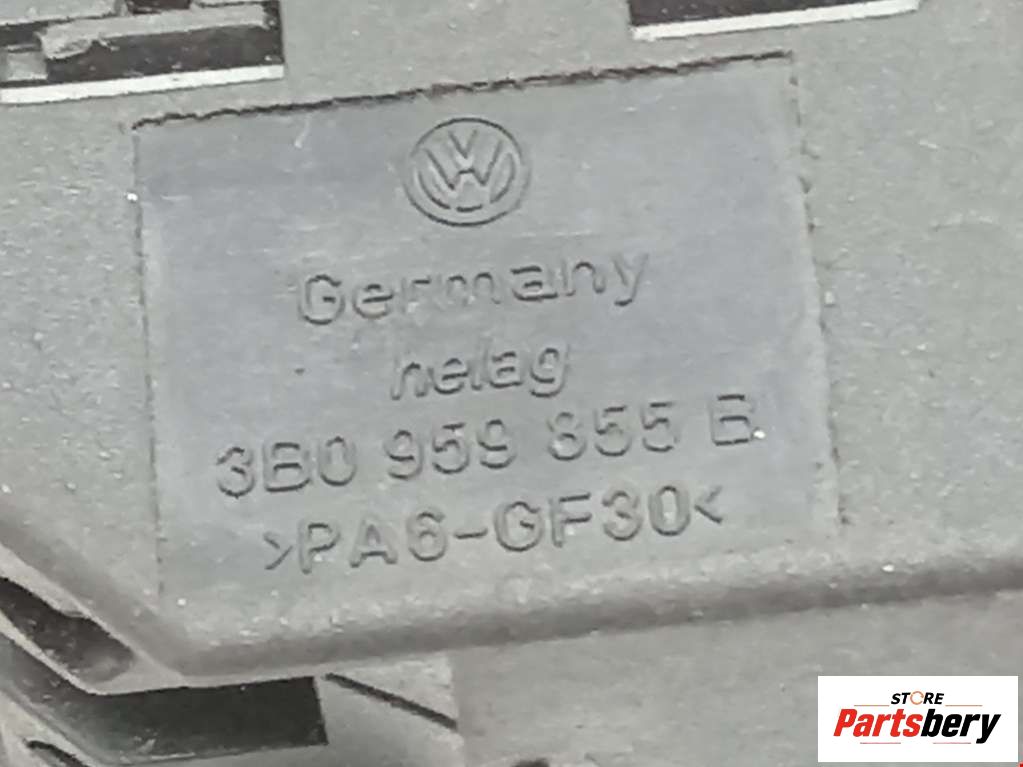 Germany
helag
3B0 959 855 B
>PA6-GF30<
STORE
Partsbery